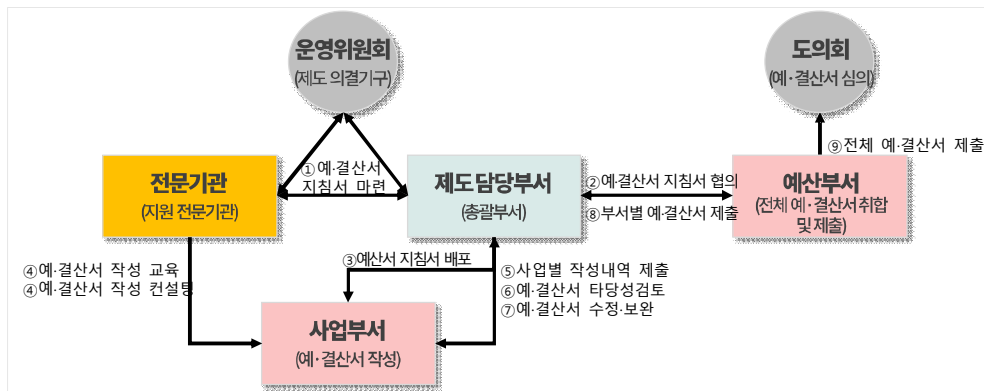 운영위원회
(제도 의결기구)
도의회
(예·결산서 심의)
⑨전체 예·결산서 제출
①예·결산서
지침서 마련
전문기관
(지원 전문기관)
제도담당부서
(총괄부서)
②예·결산서 지침서 협의
⑧부서별 예·결산서 제출
예산부서
(전체 예·결산서 취합
및 제출)
③예산서 지침서 배포
④예·결산서 작성 교육
④예·결산서 작성 컨설팅
⑤사업별 작성내역 제출
⑥예·결산서 타당성검토
⑦예·결산서 수정·보완
사업부서
(예·결산서 작성)